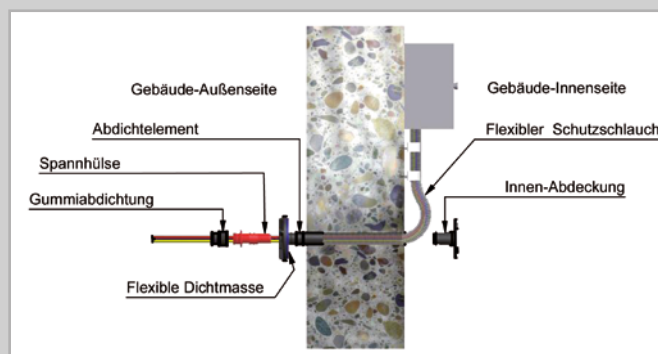 Gebäude-Außenseite
Gebäude-Innenseite
Abdichtelement
Flexibler Schutzschlauch
Spannhülse
Gummiabdichtung
Innen-Abdeckung
Flexible Dichtmasse